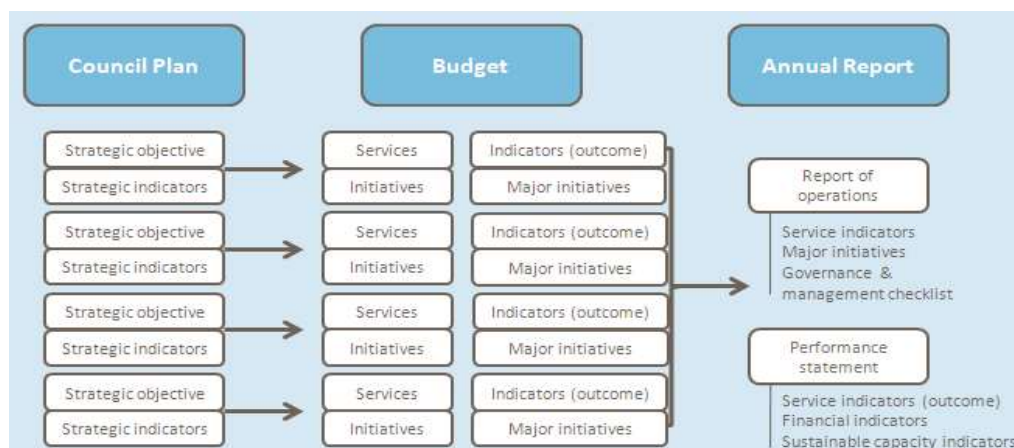 Council Plan
Budget
Annual Report
Strategic objective
Strategic indicators
Strategic objective
Strategic indicators
Strategic objective
Strategic indicators
Strategic objective
Strategic indicators
Services
Initiatives
Services
Initiatives
Services
Initiatives
Services
Initiatives
Indicators (outcome)
Major initiatives
Indicators (outcome)
Major initiatives
Indicators (outcome)
Major initiatives
Indicators (outcome)
Major initiatives
Report of
operations
Service indicators
Major initiatives
Governance &
management checklist
Performance
statement
Service indicators (outcome)
Financial indicators
Sustainable capacity indicators